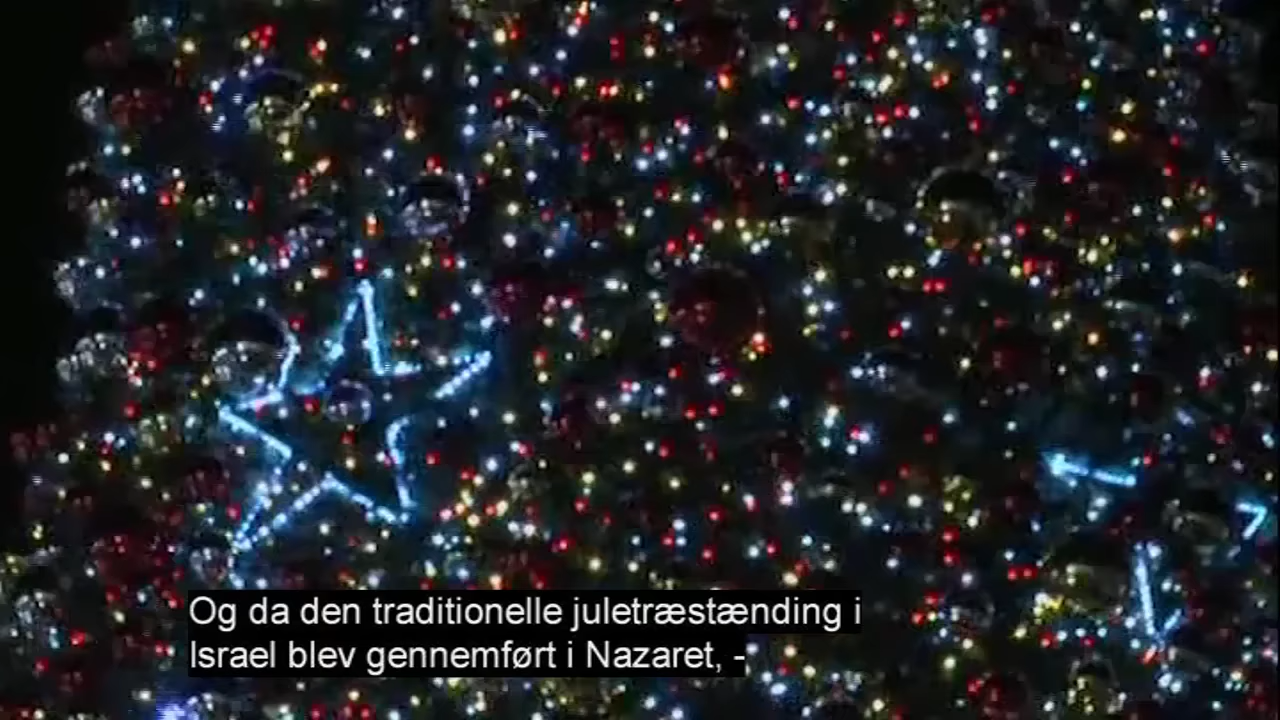 Og da den traditionelle juletræstænding i
Israel blev gennemført i Nazaret, -